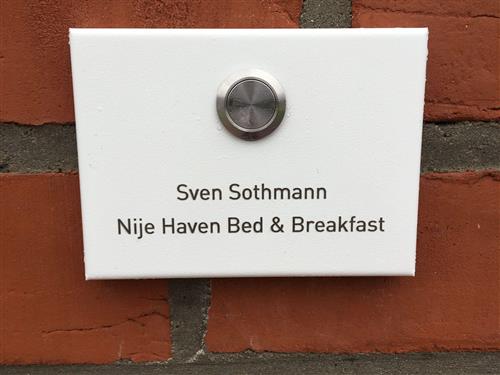 Sven Sothmann
Nije Haven Bed & Breakfast